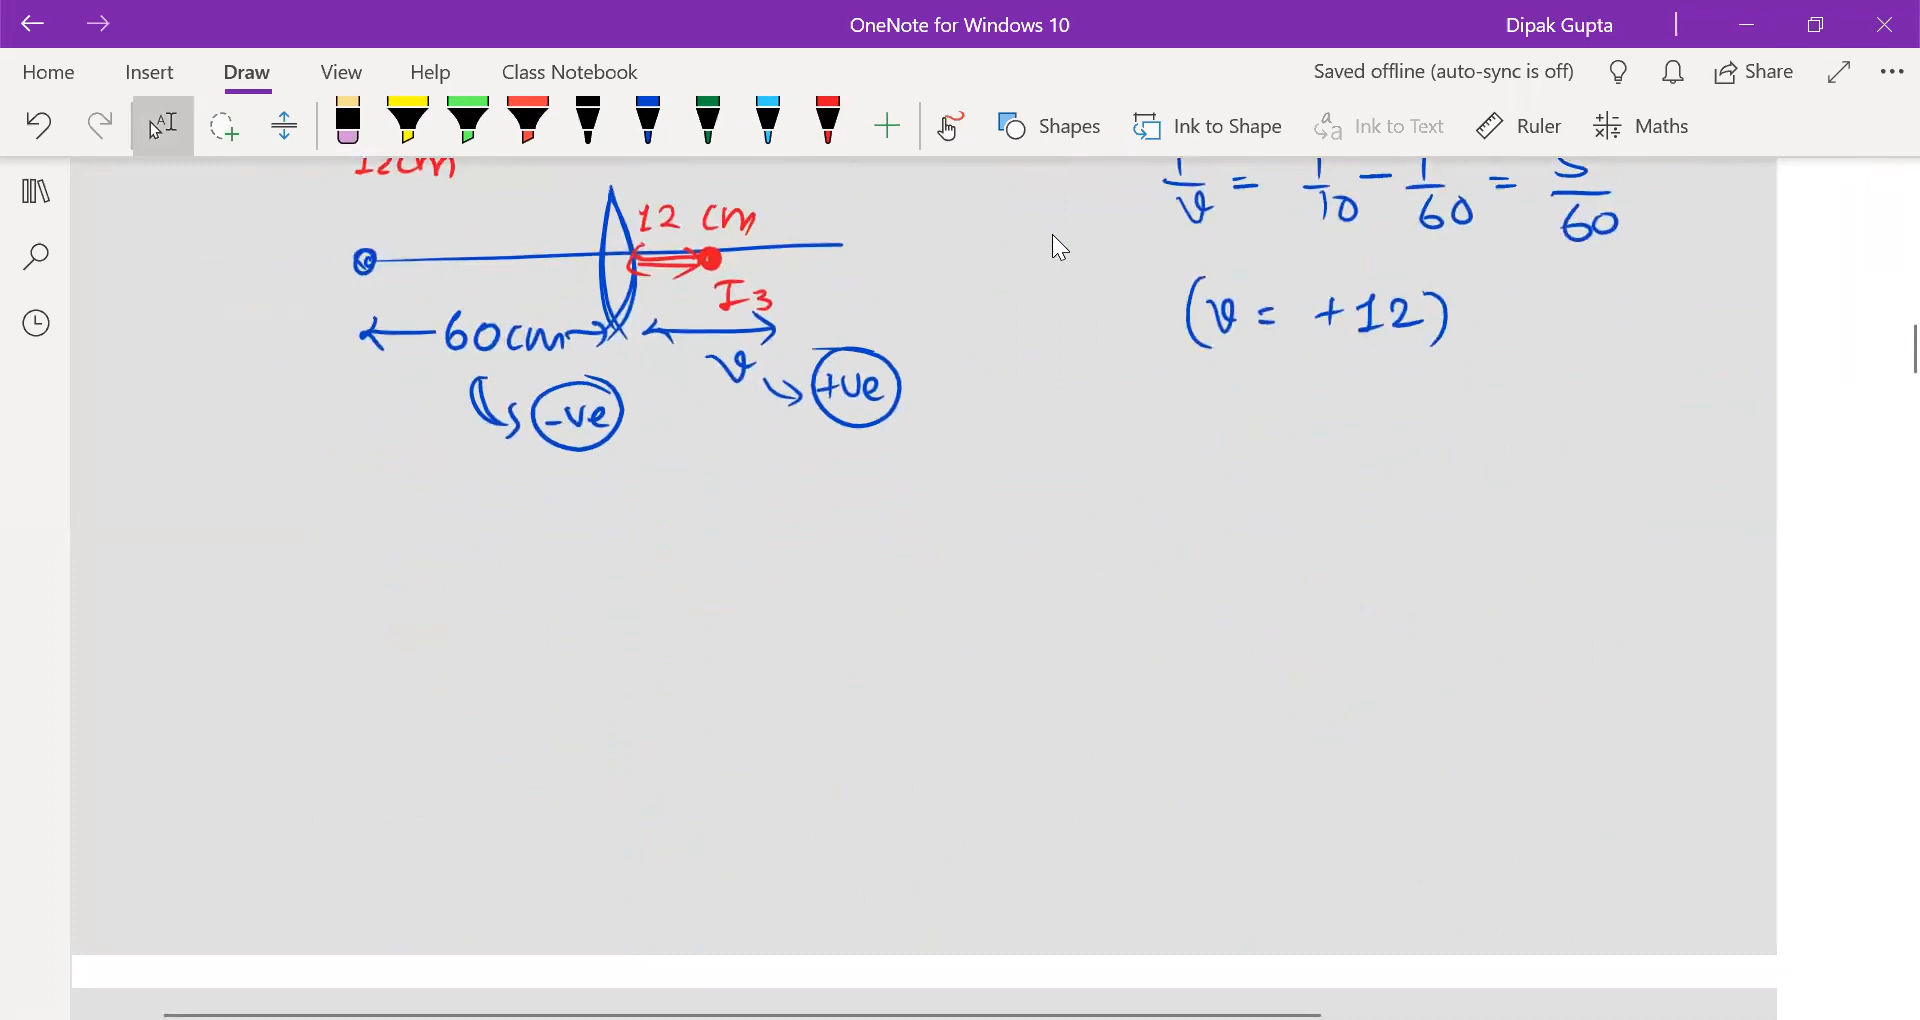 OneNote for Windows 10
Dipak Gupta
Home Insert Draw View Help Class Notebook
Saved offline (auto-sync is off) Share
Shapes Ink to Shape Ink to Text Ruler Maths
12cm
12 cm
I3
60cm
v
-ve
+ve
1/v = 1/10 - 1/60 = 5/60
(v = +12)